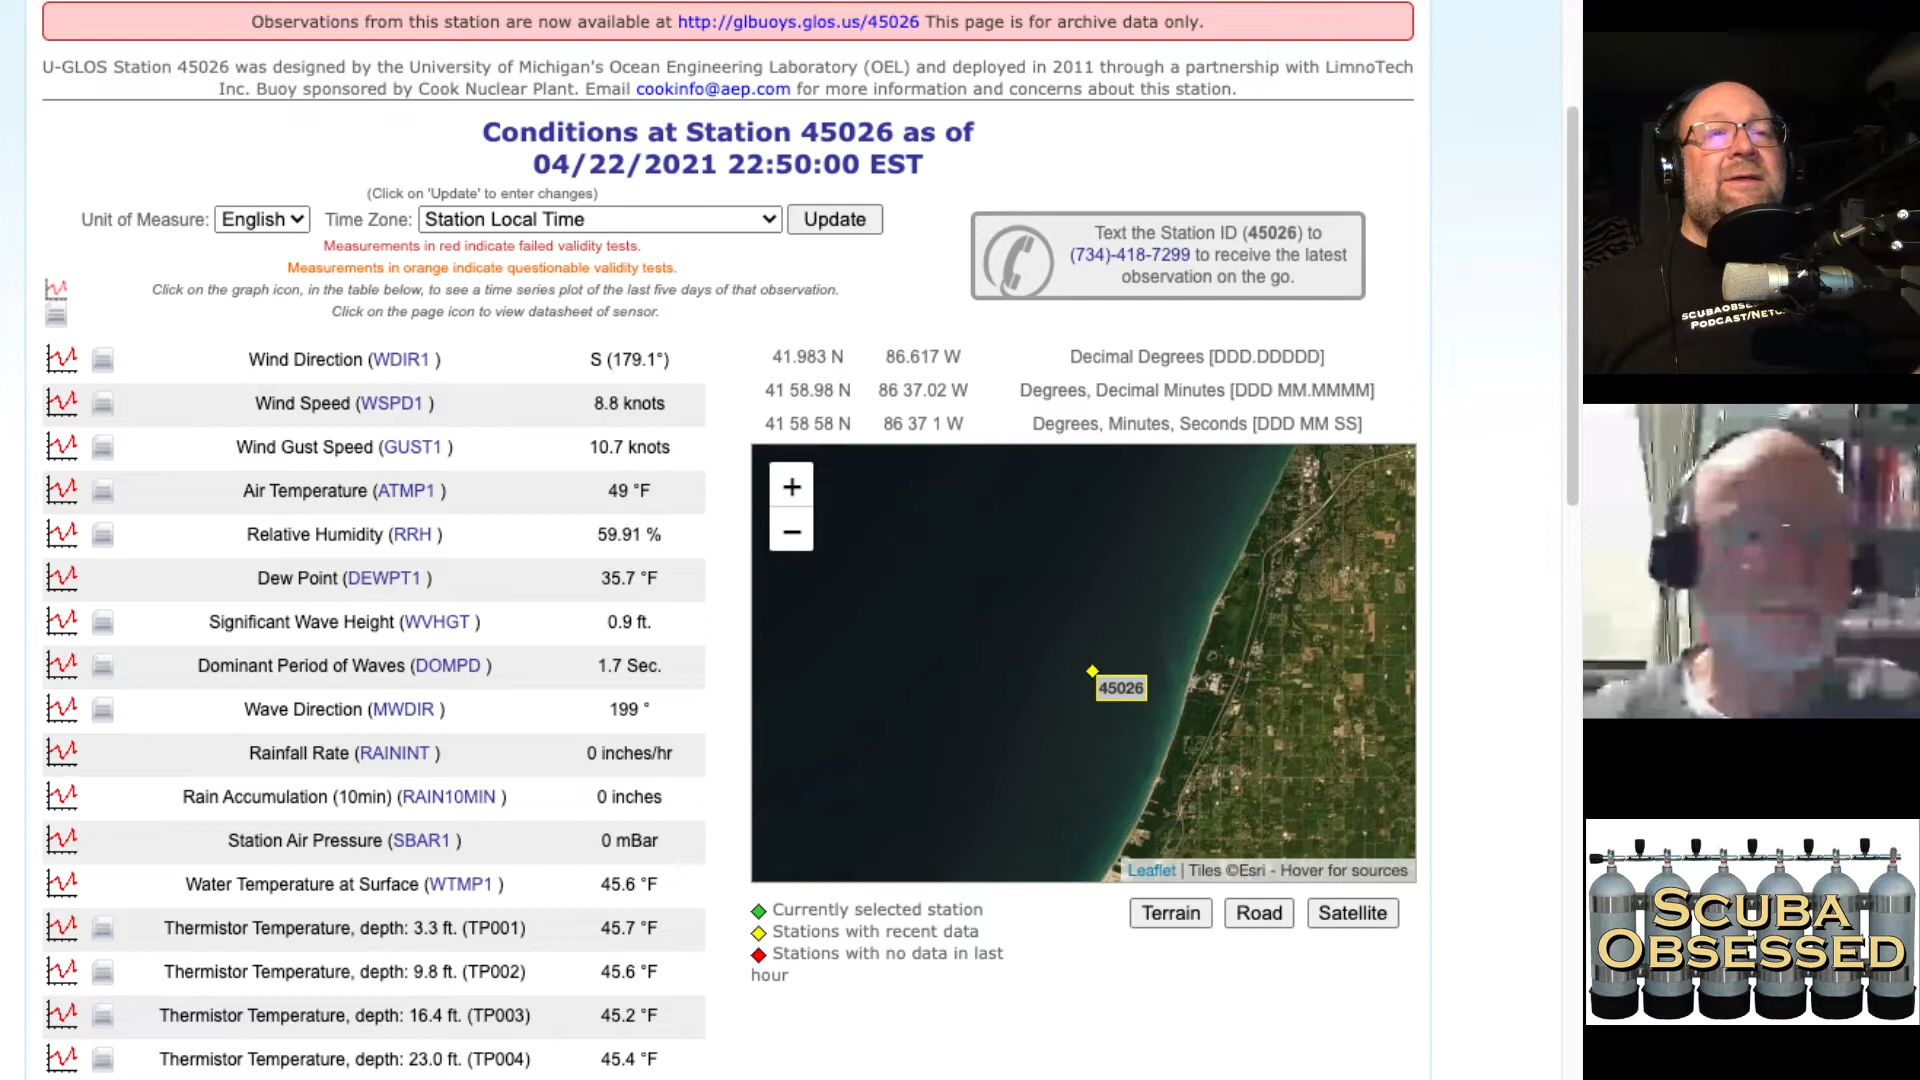 Observations from this station are now available at http://glbuoys.glos.us/45026 This page is for archive data only.
U-GLOS Station 45026 was designed by the University of Michigan's Ocean Engineering Laboratory (OEL) and deployed in 2011 through a partnership with LimnoTech
Inc. Buoy sponsored by Cook Nuclear Plant. Email cookinfo@aep.com for more information and concerns about this station.
Conditions at Station 45026 as of
04/22/2021 22:50:00 EST
(Click on 'Update' to enter changes)
Unit of Measure: English Time Zone: Station Local Time Update
Measurements in red indicate failed validity tests.
Measurements in orange indicate questionable validity tests.
Click on the graph icon, in the table below, to see a time series plot of the last five days of that observation.
Click on the page icon to view datasheet of sensor.
Text the Station ID (45026) to
(734)-418-7299 to receive the latest
observation on the go.
Wind Direction (WDIR1 ) S (179.1°)
Wind Speed (WSPD1 ) 8.8 knots
Wind Gust Speed (GUST1 ) 10.7 knots
Air Temperature (ATMP1 ) 49 °F
Relative Humidity (RRH ) 59.91 %
Dew Point (DEWPT1 ) 35.7 °F
Significant Wave Height (WVHGT ) 0.9 ft.
Dominant Period of Waves (DOMPD ) 1.7 Sec.
Wave Direction (MWDIR ) 199 °
Rainfall Rate (RAININT ) 0 inches/hr
Rain Accumulation (10min) (RAIN10MIN ) 0 inches
Station Air Pressure (SBAR1 ) 0 mBar
Water Temperature at Surface (WTMP1 ) 45.6 °F
Thermistor Temperature, depth: 3.3 ft. (TP001) 45.7 °F
Thermistor Temperature, depth: 9.8 ft. (TP002) 45.6 °F
Thermistor Temperature, depth: 16.4 ft. (TP003) 45.2 °F
Thermistor Temperature, depth: 23.0 ft. (TP004) 45.4 °F
41.983 N 86.617 W Decimal Degrees [DDD.DDDDD]
41 58.98 N 86 37.02 W Degrees, Decimal Minutes [DDD MM.MMMM]
41 58 58 N 86 37 1 W Degrees, Minutes, Seconds [DDD MM SS]
+
−
45026
Leaflet | Tiles ©Esri - Hover for sources
Currently selected station
Stations with recent data
Stations with no data in last
hour
Terrain Road Satellite
PODCAST/NET
SCUBA
OBSESSED